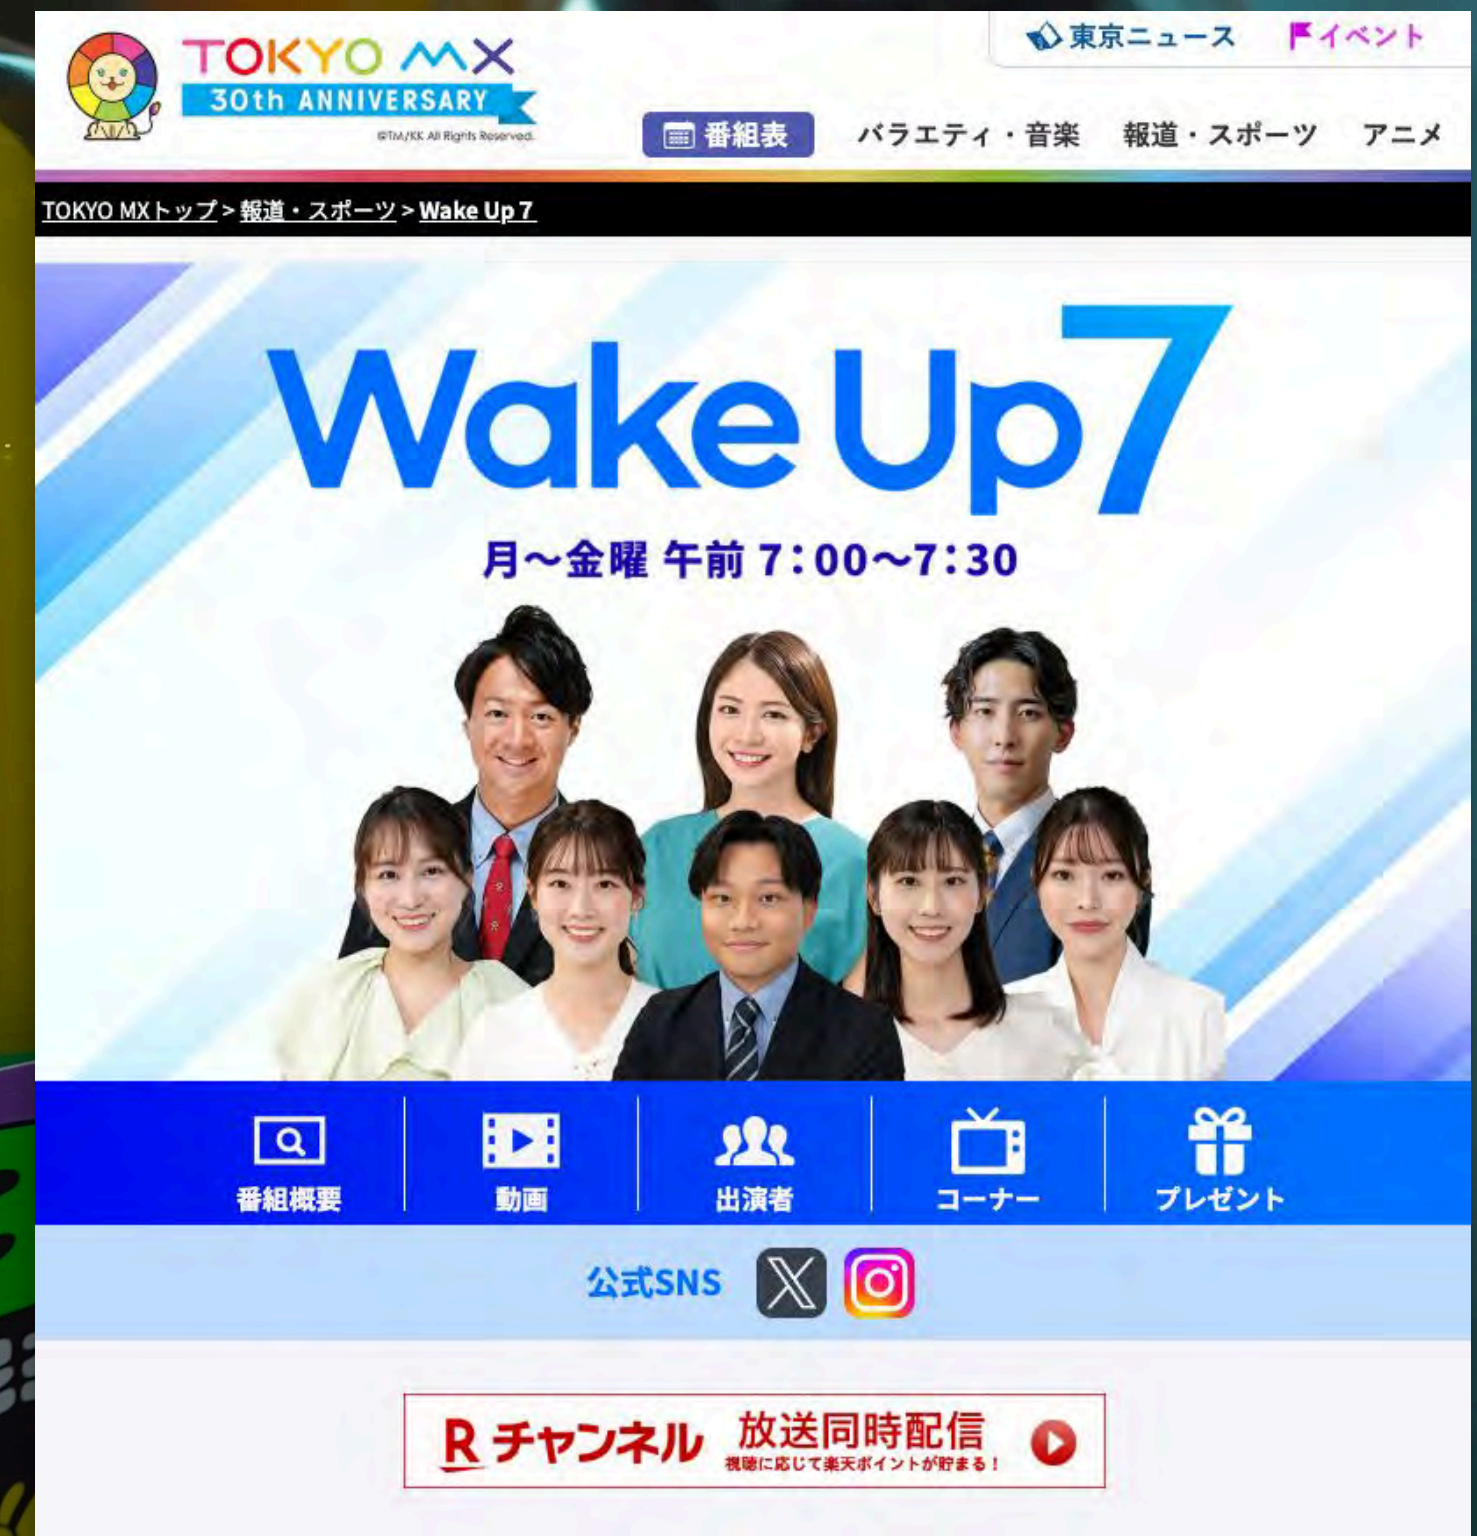 東京ニュース
イベント
TOKYO MX
30th ANNIVERSARY
©TM/KK All Rights Reserved.
番組表
バラエティ・音楽
報道・スポーツ
アニメ
TOKYO MXトップ > 報道・スポーツ > Wake Up 7
Wake Up7
月～金曜 午前 7:00～7:30
番組概要
動画
出演者
コーナー
プレゼント
公式SNS
R チャンネル
放送同時配信
視聴に応じて楽天ポイントが貯まる！